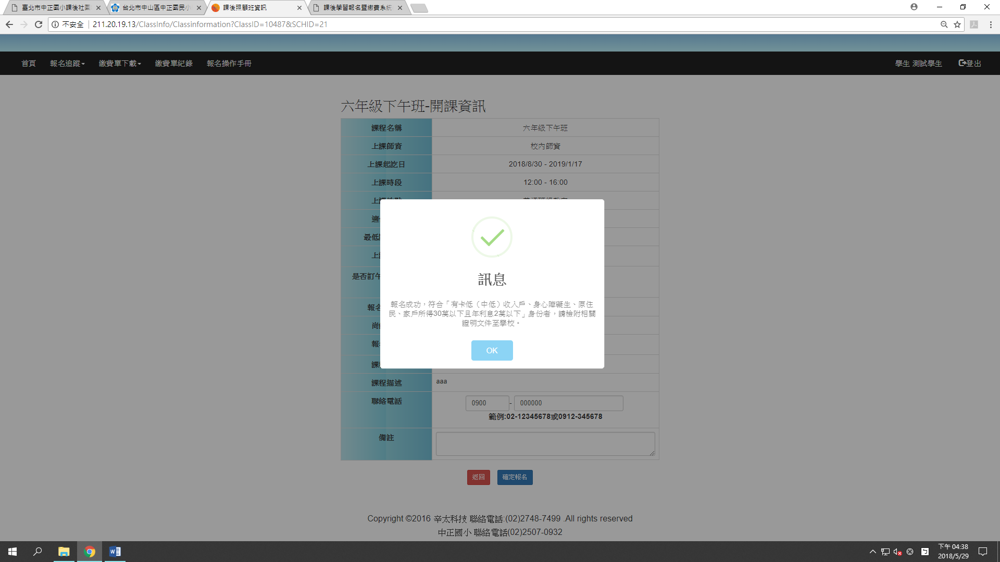 臺北市中正國小課後社團
台北市中山區中正國民小
課後照顧班資訊
課後學習報名暨繳費系統
不安全 211.20.19.13/ClassInfo/Classinformation?ClassID=10487&SCHID=21
首頁 報名追蹤 繳費單下載 繳費單紀錄 報名操作手冊 學生 測試學生 登出
六年級下午班-開課資訊
課程名稱 六年級下午班
上課師資 校內師資
上課起訖日 2018/8/30 - 2019/1/17
上課時段 12:00 - 16:00
上課
最低
上
是否訂午
報名
尚
報
課
訊息
報名成功，符合「有卡低（中低）收入戶、身心障礙生、原住
民、家戶所得30萬以下且年利息2萬以下」身份者，請檢附相關
證明文件至學校。
OK
課程描述 aaa
聯絡電話 0900 - 000000
範例:02-12345678或0912-345678
備註
返回 確定報名
Copyright ©2016 辛太科技 聯絡電話:(02)2748-7499 .All rights reserved
中正國小 聯絡電話(02)2507-0932
下午 04:38
2018/5/29